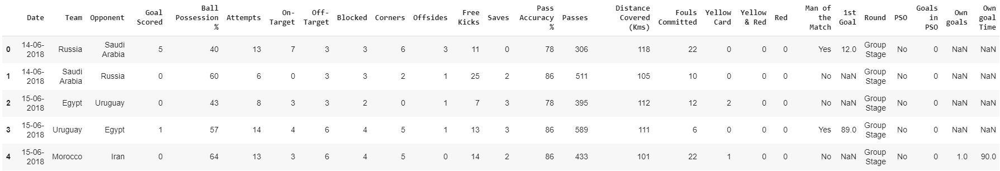 Date Team Opponent Goal Scored Ball Possession % Attempts On-Target Off-Target Blocked Corners Offsides Free Kicks Saves Pass Accuracy % Passes Distance Covered (Kms) Fouls Committed Yellow Card Yellow & Red Red Man of the Match 1st Goal Round PSO Goals in PSO Own goals Own goal Time
0 14-06-2018 Russia Saudi Arabia 5 40 13 7 3 3 6 3 11 0 78 306 118 22 0 0 0 Yes 12.0 Group Stage No 0 NaN NaN
1 14-06-2018 Saudi Arabia Russia 0 60 6 0 3 3 2 1 25 2 86 511 105 10 0 0 0 No NaN Group Stage No 0 NaN NaN
2 15-06-2018 Egypt Uruguay 0 43 8 3 3 2 0 1 7 3 78 395 112 12 2 0 0 No NaN Group Stage No 0 NaN NaN
3 15-06-2018 Uruguay Egypt 1 57 14 4 6 4 5 1 13 3 86 589 111 6 0 0 0 Yes 89.0 Group Stage No 0 NaN NaN
4 15-06-2018 Morocco Iran 0 64 13 3 6 4 5 0 14 2 86 433 101 22 1 0 0 No NaN Group Stage No 0 1.0 90.0